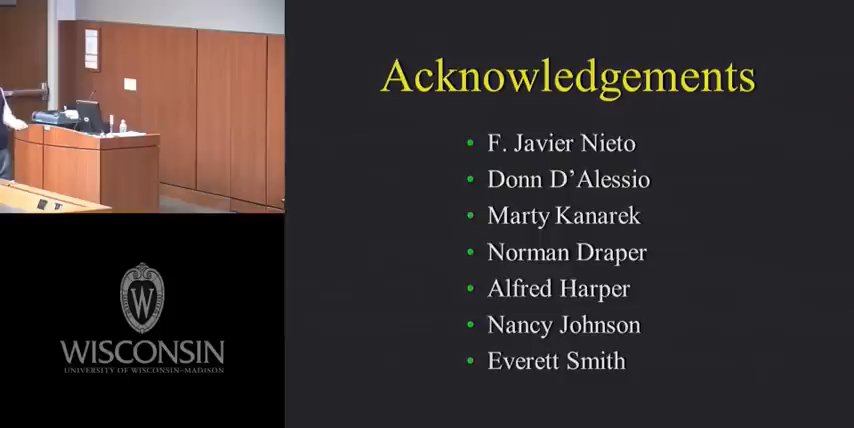 Acknowledgements
• F. Javier Nieto
• Donn D’Alessio
• Marty Kanarek
• Norman Draper
• Alfred Harper
• Nancy Johnson
• Everett Smith
W
WISCONSIN
UNIVERSITY OF WISCONSIN–MADISON